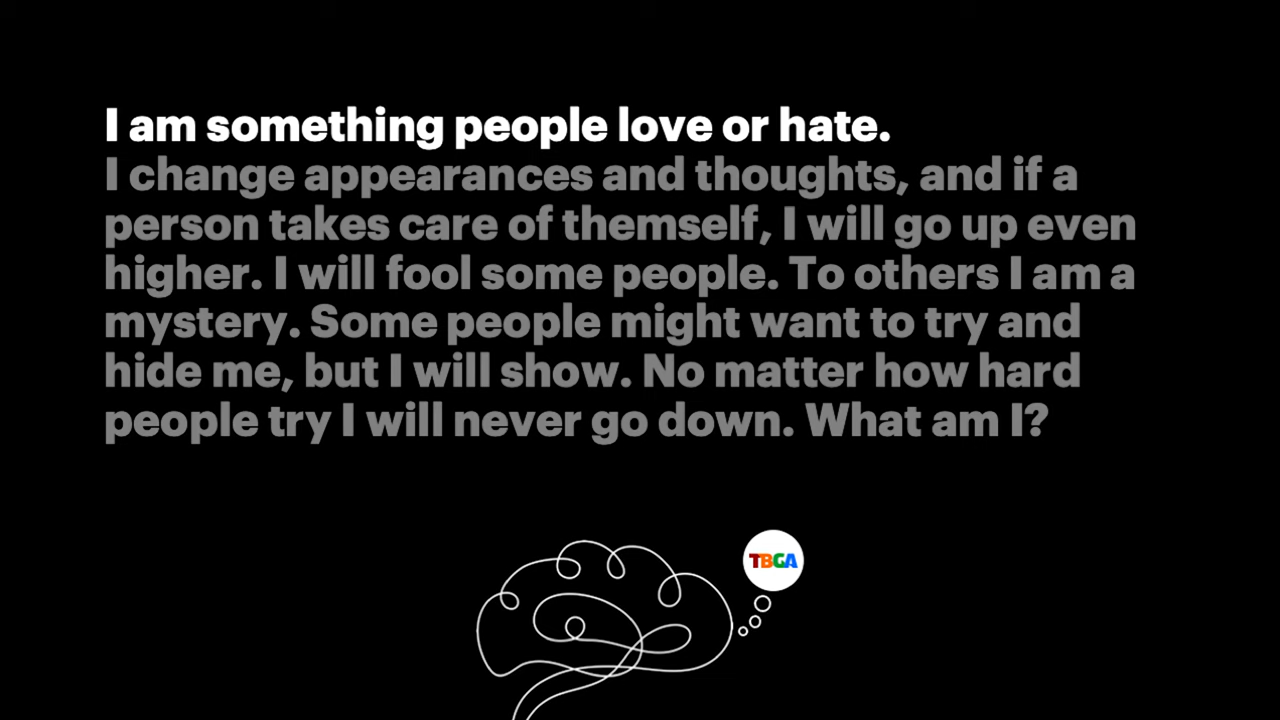 I am something people love or hate.
I change appearances and thoughts, and if a
person takes care of themself, I will go up even
higher. I will fool some people. To others I am a
mystery. Some people might want to try and
hide me, but I will show. No matter how hard
people try I will never go down. What am I?
TBGA